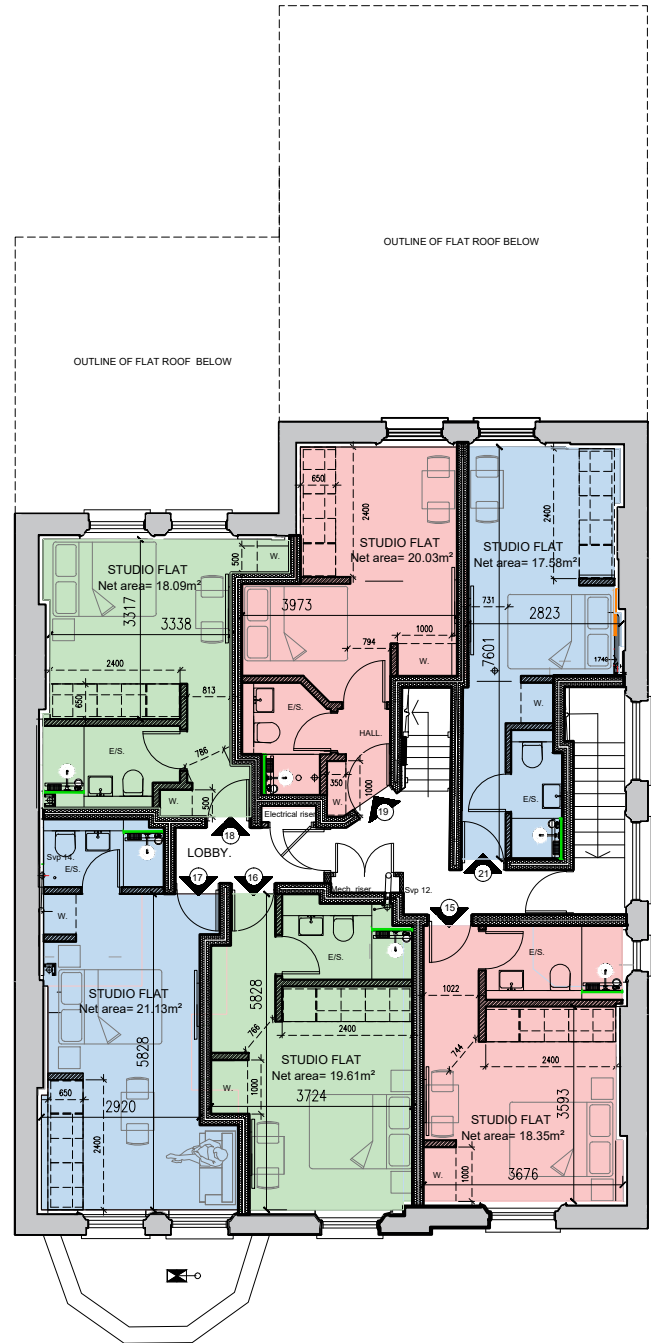 OUTLINE OF FLAT ROOF BELOW
OUTLINE OF FLAT ROOF BELOW
650
2400
STUDIO FLAT
Net area= 20.03m²
3973
794
1000
W.
E/S.
HALL.
350
1000
W.
19
2400
STUDIO FLAT
Net area= 17.58m²
731
2823
7601
1746
W.
E/S.
21
500
W.
STUDIO FLAT
Net area= 18.09m²
3317
3338
2400
650
813
E/S.
786
W.
500
18
Electrical riser
LOBBY.
Mech. riser
Svp 12.
Svp 14.
E/S.
17
16
15
W.
STUDIO FLAT
Net area= 21.13m²
5828
650
2920
2400
E/S.
5828
766
2400
STUDIO FLAT
Net area= 19.61m²
W.
1000
3724
E/S.
1022
744
2400
STUDIO FLAT
Net area= 18.35m²
3593
W.
1000
3676